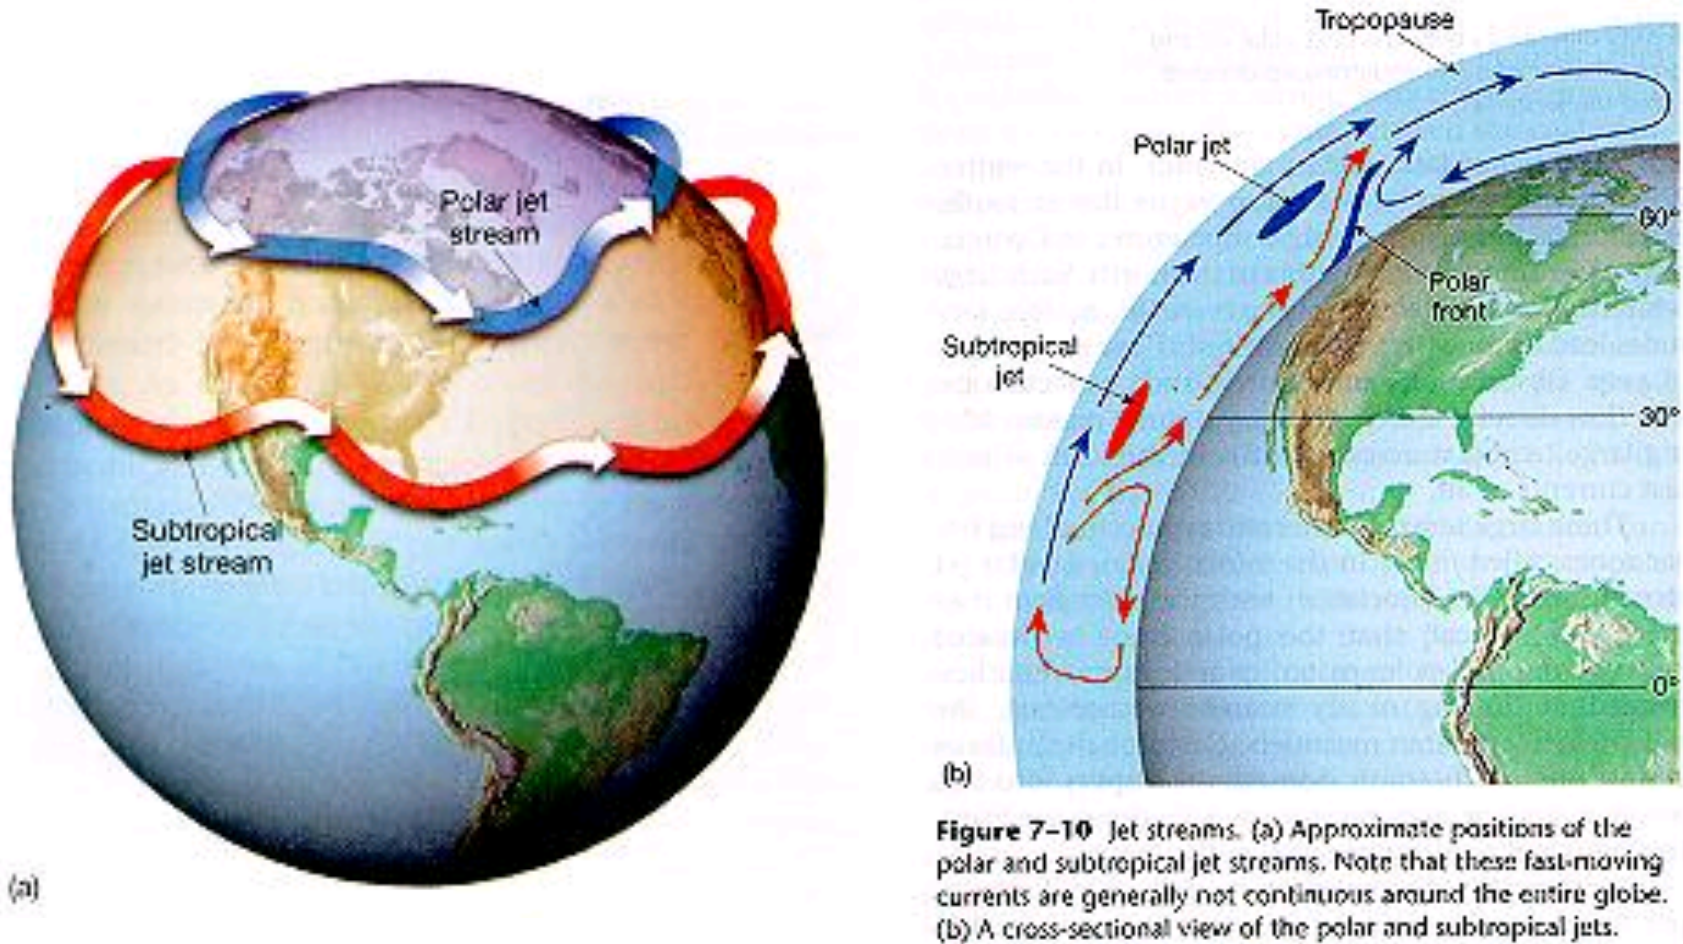 Polar jet
stream
Subtropical
jet stream
(a)
Tropopause
Polar jet
60°
Polar
front
Subtropical
jet
30°
0°
(b)
Figure 7–10 Jet streams. (a) Approximate positions of the
polar and subtropical jet streams. Note that these fast-moving
currents are generally not continuous around the entire globe.
(b) A cross-sectional view of the polar and subtropical jets.